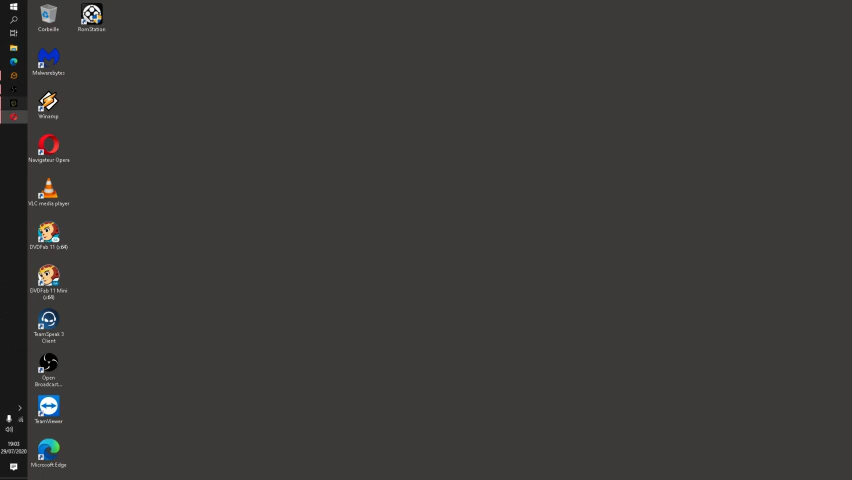 Corbeille
RomStation
Malwarebytes
Winamp
Navigateur Opera
VLC media player
DVDFab 11 (x64)
DVDFab 11 Mini
(x64)
TeamSpeak 3
Client
Open
Broadcast...
TeamViewer
Microsoft Edge
19:03
29/07/2020